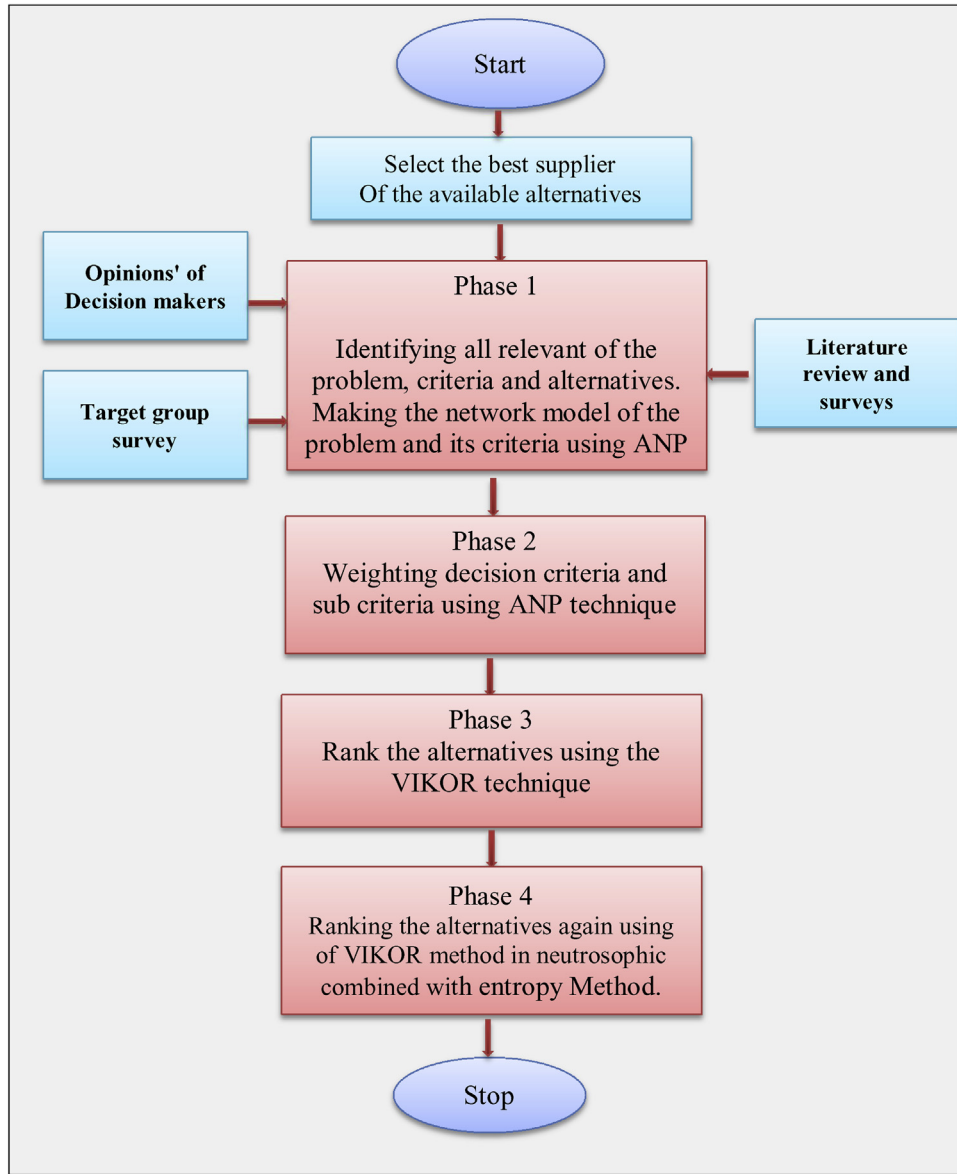 Start
Select the best supplier
Of the available alternatives
Opinions' of
Decision makers
Target group
survey
Phase 1
Identifying all relevant of the
problem, criteria and alternatives.
Making the network model of the
problem and its criteria using ANP
Literature
review and
surveys
Phase 2
Weighting decision criteria and
sub criteria using ANP technique
Phase 3
Rank the alternatives using the
VIKOR technique
Phase 4
Ranking the alternatives again using
of VIKOR method in neutrosophic
combined with entropy Method.
Stop